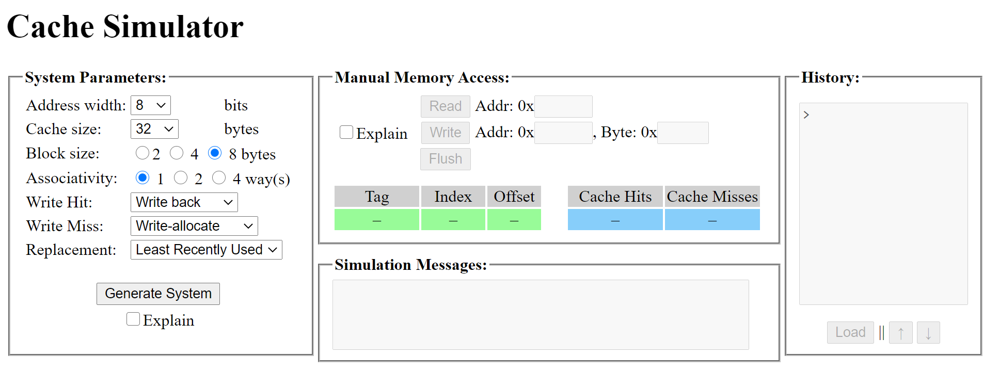 Cache Simulator
System Parameters:
Address width: 8 bits
Cache size: 32 bytes
Block size: 2 4 8 bytes
Associativity: 1 2 4 way(s)
Write Hit: Write back
Write Miss: Write-allocate
Replacement: Least Recently Used
Generate System
Explain
Manual Memory Access:
Read Addr: 0x
Explain Write Addr: 0x , Byte: 0x
Flush
Tag Index Offset Cache Hits Cache Misses
– – – – –
Simulation Messages:
History:
>
Load || ↑ ↓